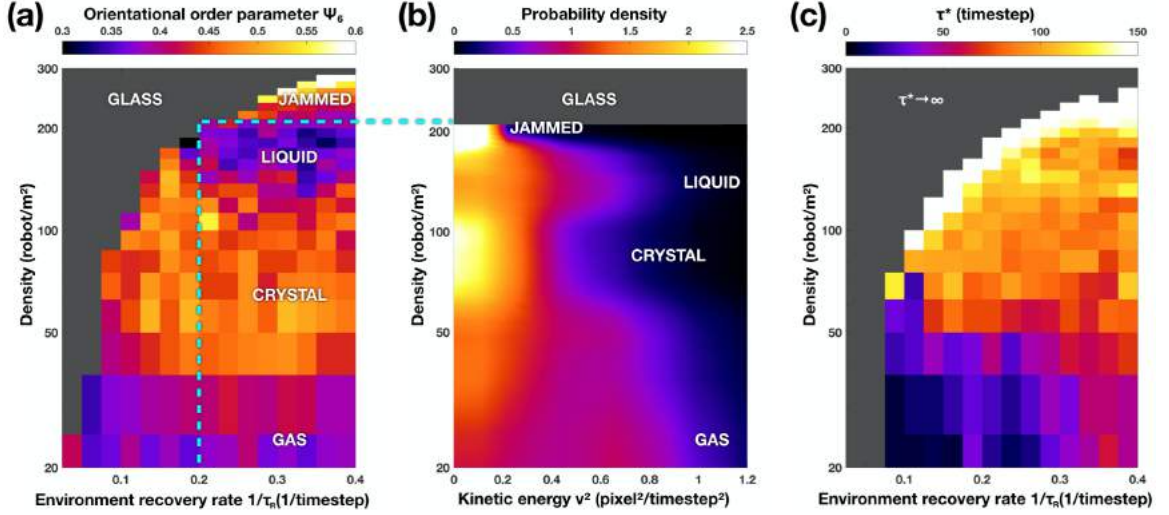 (a) Orientational order parameter Ψ6
0.3 0.35 0.4 0.45 0.5 0.55 0.6
300
200
100
50
20
Density (robot/m²)
GLASS
JAMMED
LIQUID
CRYSTAL
GAS
0.1 0.2 0.3 0.4
Environment recovery rate 1/τR(1/timestep)
(b) Probability density
0 0.5 1 1.5 2 2.5
300
200
100
50
20
Density (robot/m²)
GLASS
JAMMED
LIQUID
CRYSTAL
GAS
0 0.2 0.4 0.6 0.8 1.0 1.2
Kinetic energy v² (pixel²/timestep²)
(c) τ* (timestep)
0 50 100 150
300
200
100
50
20
Density (robot/m²)
τ*→∞
0.1 0.2 0.3 0.4
Environment recovery rate 1/τR(1/timestep)